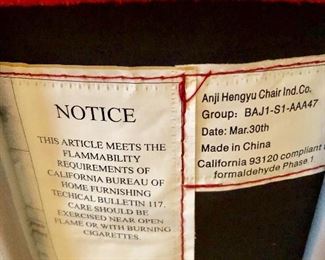 NOTICE
THIS ARTICLE MEETS THE
FLAMMABILITY
REQUIREMENTS OF
CALIFORNIA BUREAU OF
HOME FURNISHING
TECHICAL BULLETIN 117.
CARE SHOULD BE
EXERCISED NEAR OPEN
FLAME OR WITH BURNING
CIGARETTES.
Anji Hengyu Chair Ind.Co.
Group: BAJ1-S1-AAA47
Date: Mar.30th
Made in China
California 93120 compliant
formaldehyde Phase 1